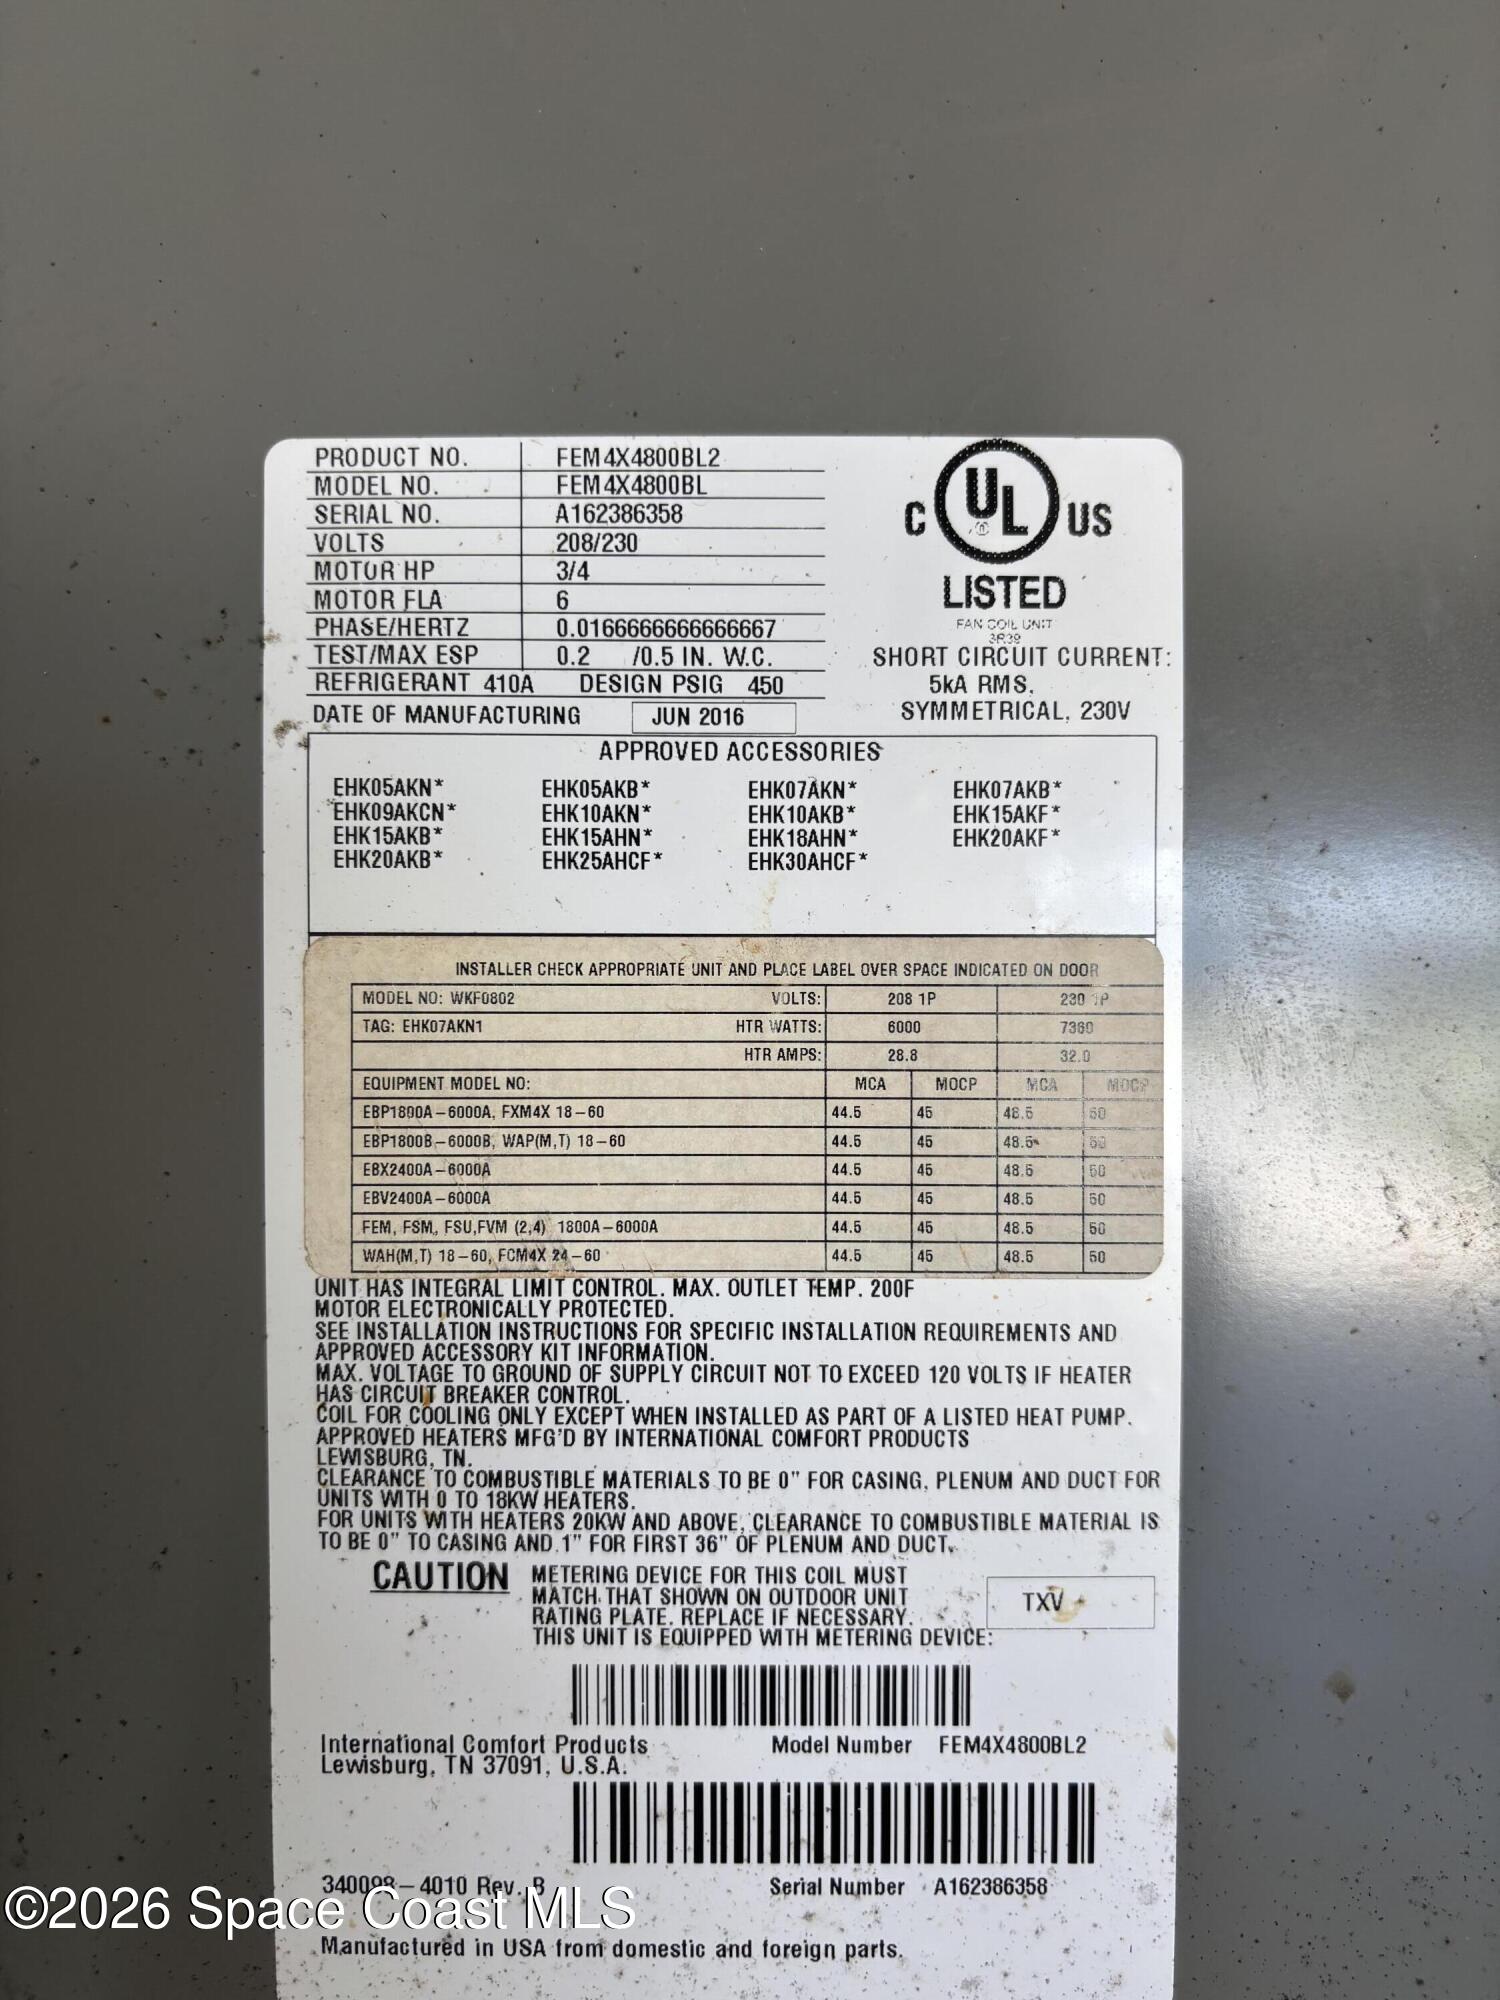 PRODUCT NO. FEM4X4800BL2
MODEL NO. FEM4X4800BL
SERIAL NO. A162386358
VOLTS 208/230
MOTOR HP 3/4
MOTOR FLA 6
PHASE/HERTZ 0.0166666666666667
TEST/MAX ESP 0.2 /0.5 IN. W.C.
REFRIGERANT 410A DESIGN PSIG 450
DATE OF MANUFACTURING JUN 2016
C UL US
LISTED
FAN COIL UNIT
3R39
SHORT CIRCUIT CURRENT:
5kA RMS,
SYMMETRICAL, 230V
APPROVED ACCESSORIES
EHK05AKN* EHK05AKB* EHK07AKN* EHK07AKB*
EHK09AKCN* EHK10AKN* EHK10AKB* EHK15AKF*
EHK15AKB* EHK15AHN* EHK18AHN* EHK20AKF*
EHK20AKB* EHK25AHCF* EHK30AHCF*
INSTALLER CHECK APPROPRIATE UNIT AND PLACE LABEL OVER SPACE INDICATED ON DOOR
MODEL NO: WKF0802 VOLTS: 208 1P 230 1P
TAG: EHK07AKN1 HTR WATTS: 6000 7360
HTR AMPS: 28.8 32.0
EQUIPMENT MODEL NO: MCA MOCP MCA MOCP
EBP1800A-6000A, FXM4X 18-60 44.5 45 48.5 50
EBP1800B-6000B, WAP(M,T) 18-60 44.5 45 48.5 50
EBX2400A-6000A 44.5 45 48.5 50
EBV2400A-6000A 44.5 45 48.5 50
FEM, FSM, FSU,FVM (2,4) 1800A-6000A 44.5 45 48.5 50
WAH(M,T) 18-60, FCM4X 24-60 44.5 45 48.5 50
UNIT HAS INTEGRAL LIMIT CONTROL. MAX. OUTLET TEMP. 200F
MOTOR ELECTRONICALLY PROTECTED.
SEE INSTALLATION INSTRUCTIONS FOR SPECIFIC INSTALLATION REQUIREMENTS AND
APPROVED ACCESSORY KIT INFORMATION.
MAX. VOLTAGE TO GROUND OF SUPPLY CIRCUIT NOT TO EXCEED 120 VOLTS IF HEATER
HAS CIRCUIT BREAKER CONTROL.
COIL FOR COOLING ONLY EXCEPT WHEN INSTALLED AS PART OF A LISTED HEAT PUMP.
APPROVED HEATERS MFG'D BY INTERNATIONAL COMFORT PRODUCTS
LEWISBURG, TN.
CLEARANCE TO COMBUSTIBLE MATERIALS TO BE 0" FOR CASING, PLENUM AND DUCT FOR
UNITS WITH 0 TO 18KW HEATERS.
FOR UNITS WITH HEATERS 20KW AND ABOVE, CLEARANCE TO COMBUSTIBLE MATERIAL IS
TO BE 0" TO CASING AND 1" FOR FIRST 36" OF PLENUM AND DUCT.
CAUTION METERING DEVICE FOR THIS COIL MUST
MATCH THAT SHOWN ON OUTDOOR UNIT
RATING PLATE. REPLACE IF NECESSARY.
THIS UNIT IS EQUIPPED WITH METERING DEVICE: TXV
International Comfort Products
Lewisburg, TN 37091, U.S.A.
Model Number FEM4X4800BL2
340098-4010 Rev. B
Serial Number A162386358
©2026 Space Coast MLS
Manufactured in USA from domestic and foreign parts.